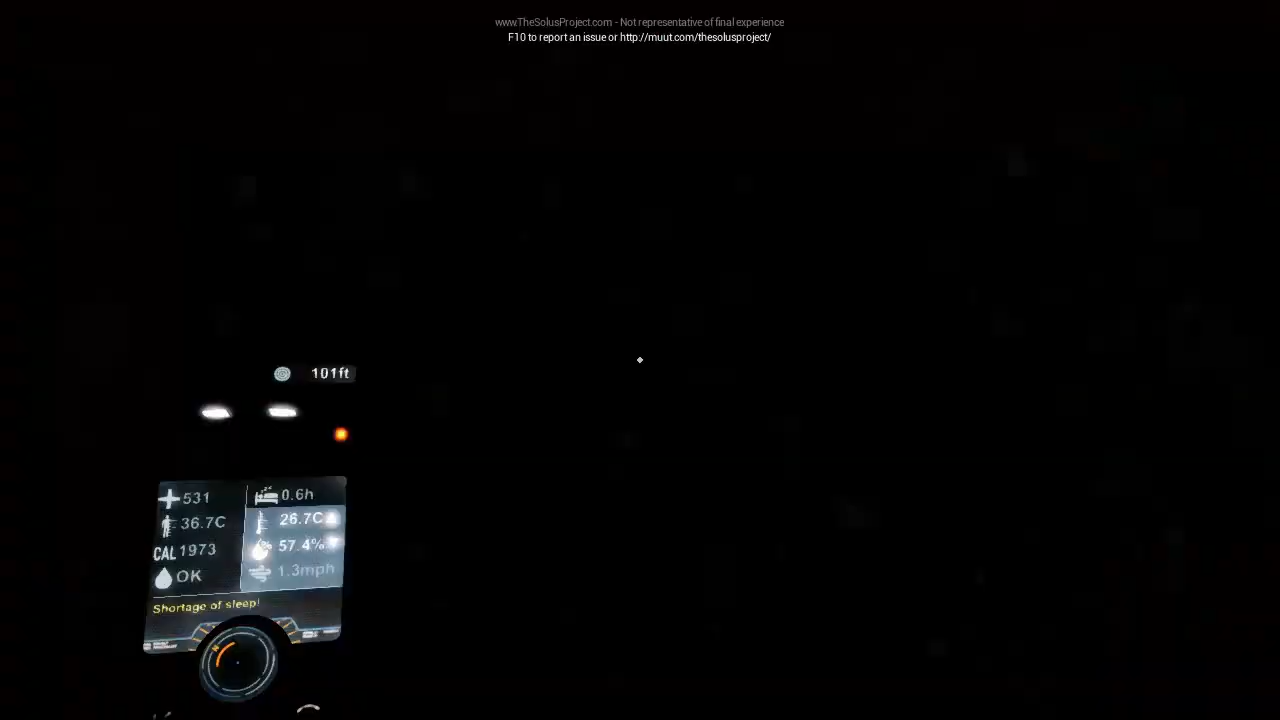 www.TheSolusProject.com - Not representative of final experience
F10 to report an issue or http://muut.com/thesolusproject/
101ft
531
0.6h
36.7C
26.7C
CAL 1973
57.4%
OK
1.3mph
Shortage of sleep!
N